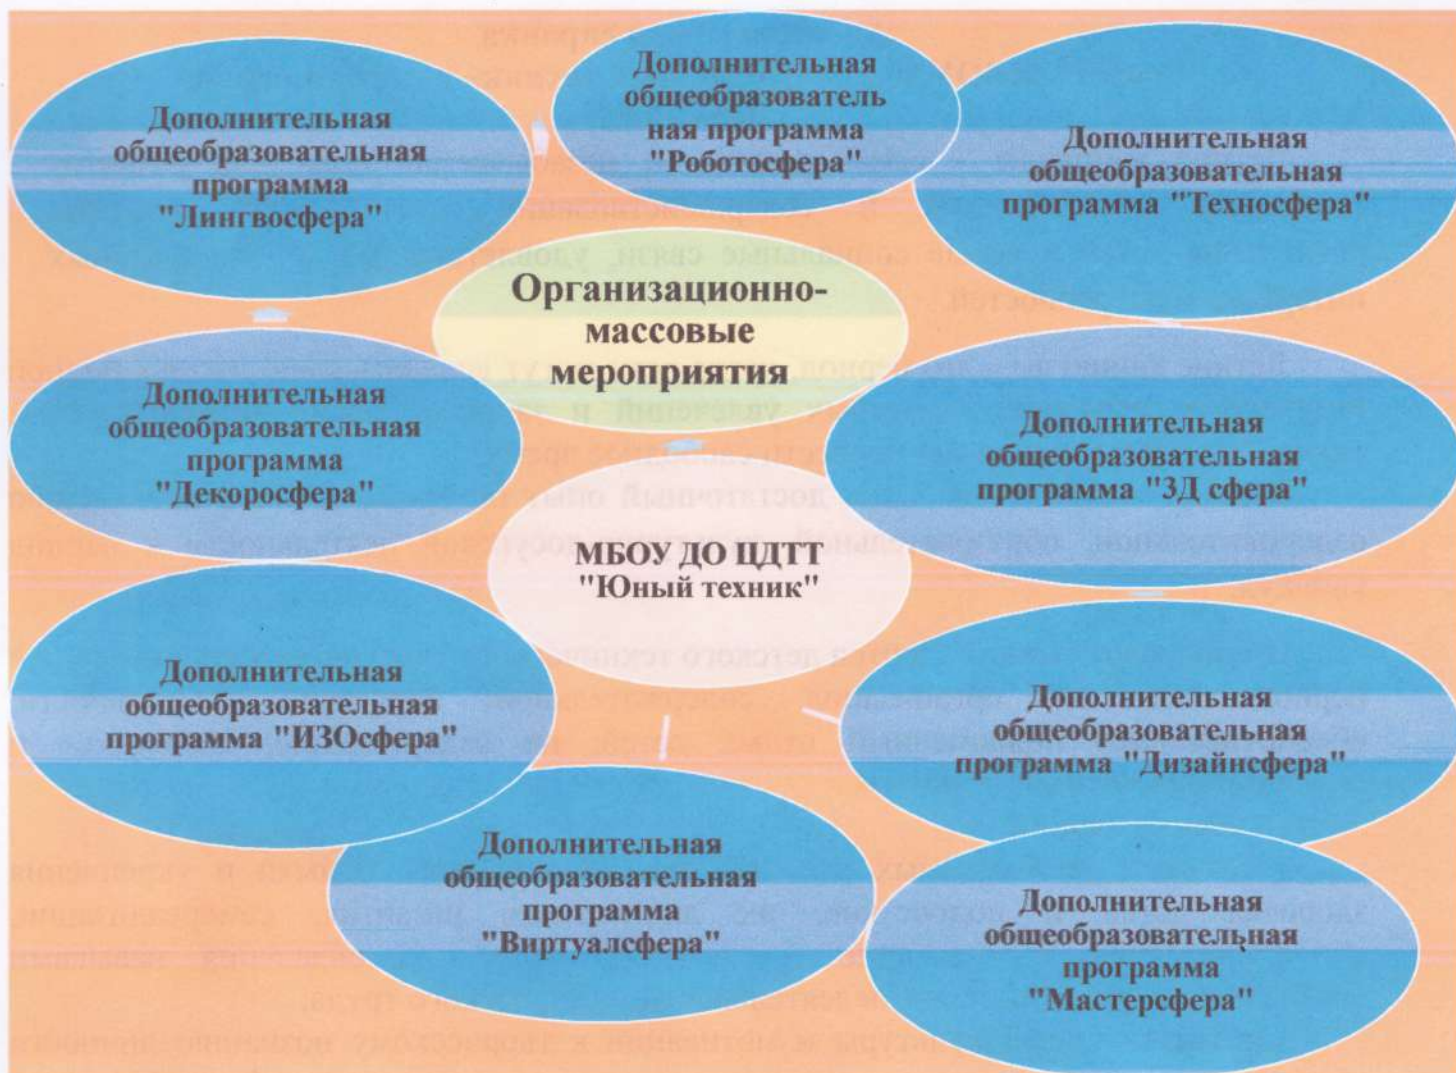 Дополнительная
общеобразовательная
программа
"Лингвосфера"
Дополнительная
общеобразователь
ная программа
"Роботосфера"
Дополнительная
общеобразовательная
программа "Техносфера"
Организационно-
массовые
мероприятия
Дополнительная
общеобразовательная
программа
"Декоросфера"
Дополнительная
общеобразовательная
программа "3Д сфера"
МБОУ ДО ЦДТТ
"Юный техник"
Дополнительная
общеобразовательная
программа "ИЗОсфера"
Дополнительная
общеобразовательная
программа "Дизайнсфера"
Дополнительная
общеобразовательная
программа
"Виртуалсфера"
Дополнительная
общеобразовательная
программа
"Мастерсфера"